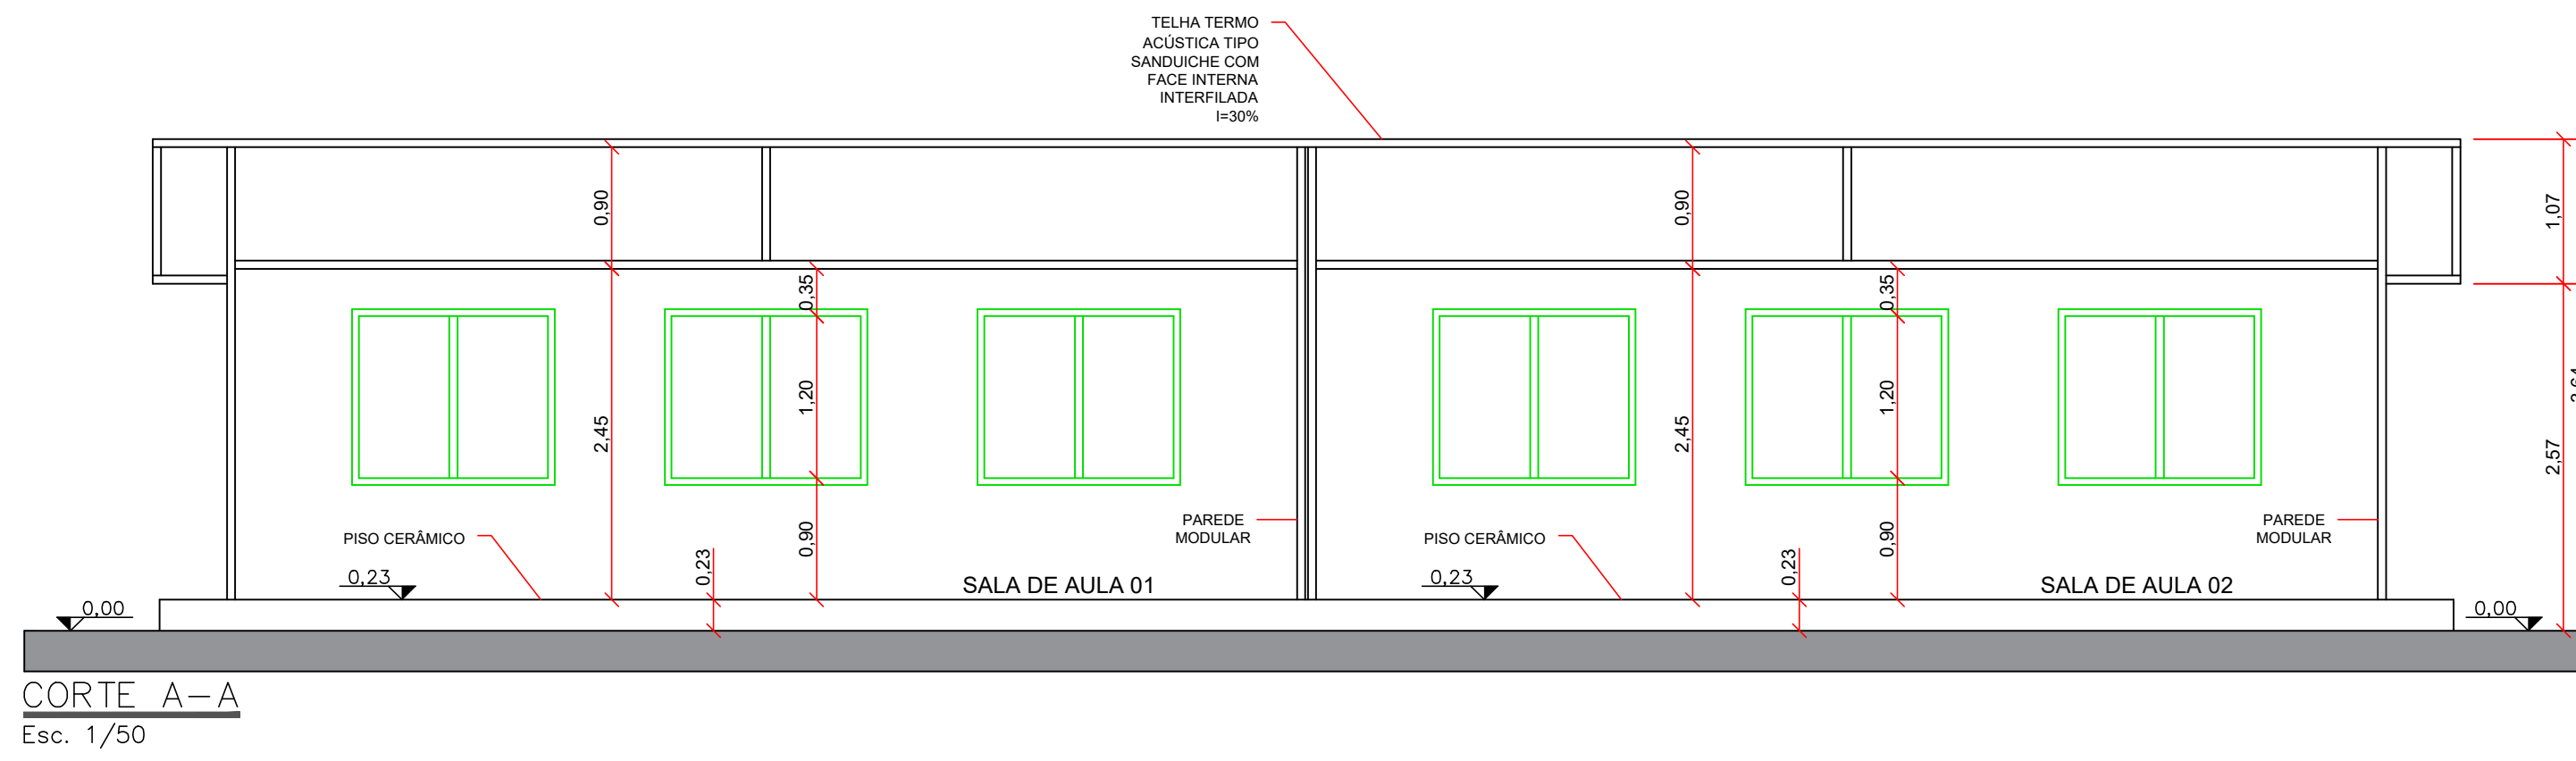 TELHA TERMO
ACÚSTICA TIPO
SANDUICHE COM
FACE INTERNA
INTERFILADA
I=30%
0,90
0,90
1,07
0,35
0,35
1,20
1,20
2,45
2,45
2,57
PAREDE
MODULAR
PAREDE
MODULAR
PISO CERÂMICO
PISO CERÂMICO
0,90
0,90
0,23
0,23
0,23
0,23
SALA DE AULA 01
SALA DE AULA 02
0,00
0,00
CORTE A-A
Esc. 1/50